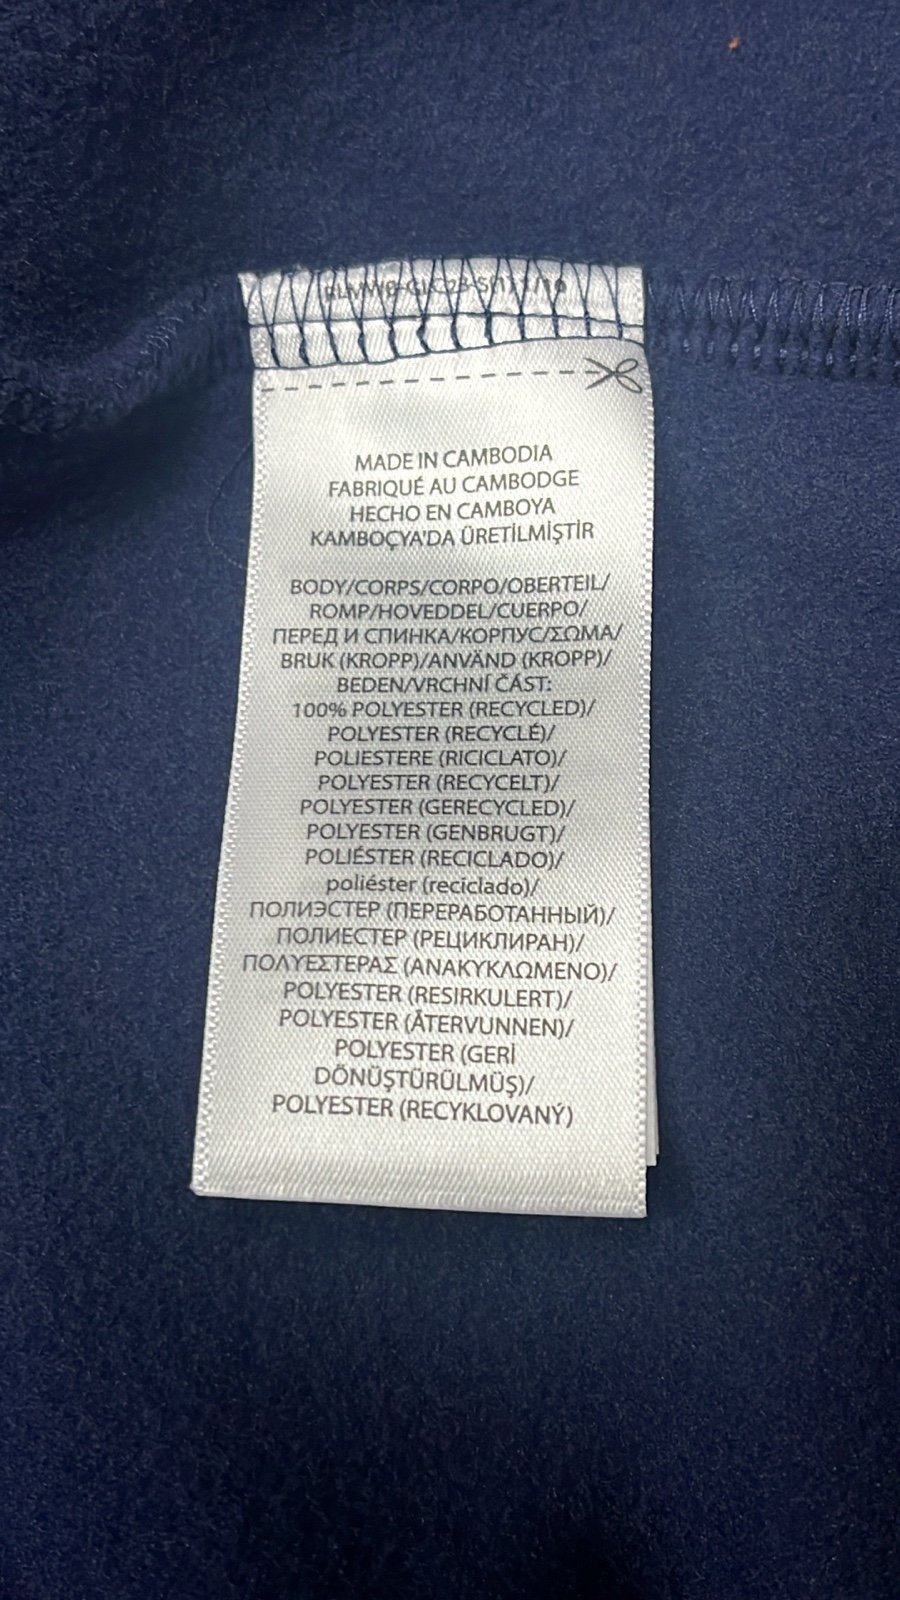 MADE IN CAMBODIA
FABRIQUÉ AU CAMBODGE
HECHO EN CAMBOYA
KAMBOÇYA'DA ÜRETİLMİŞTİR
BODY/CORPS/CORPO/OBERTEIL/
ROMP/HOVEDDEL/CUERPO/
ПЕРЕД И СПИНКА/КОРПУС/ΣΩΜΑ/
BRUK (KROPP)/ANVÄND (KROPP)/
BEDEN/VRCHNÍ ČÁST:
100% POLYESTER (RECYCLED)/
POLYESTER (RECYCLÉ)/
POLIESTERE (RICICLATO)/
POLYESTER (RECYCELT)/
POLYESTER (GERECYCLED)/
POLYESTER (GENBRUGT)/
POLIÉSTER (RECICLADO)/
poliéster (reciclado)/
ПОЛИЭСТЕР (ПЕРЕРАБОТАННЫЙ)/
ПОЛИЕСТЕР (РЕЦИКЛИРАН)/
ΠΟΛΥΕΣΤΕΡΑΣ (ΑΝΑΚΥΚΛΩΜΕΝΟ)/
POLYESTER (RESIRKULERT)/
POLYESTER (ÅTERVUNNEN)/
POLYESTER (GERİ
DÖNÜŞTÜRÜLMÜŞ)/
POLYESTER (RECYKLOVANÝ)